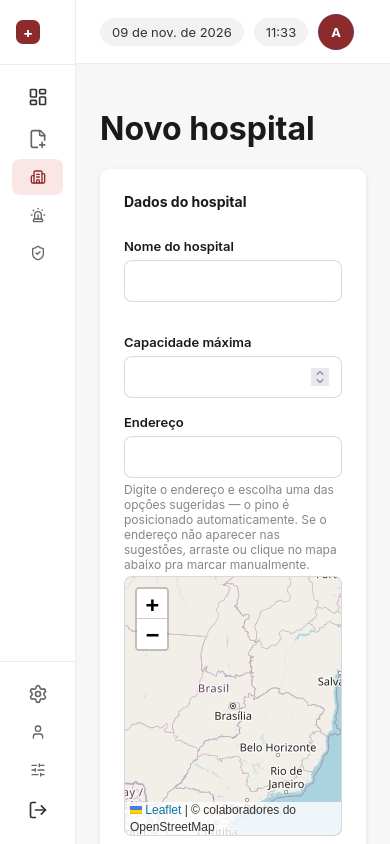 +
09 de nov. de 2026
11:33
A
Novo hospital
Dados do hospital
Nome do hospital
Capacidade máxima
Endereço
Digite o endereço e escolha uma das
opções sugeridas — o pino é
posicionado automaticamente. Se o
endereço não aparecer nas
sugestões, arraste ou clique no mapa
abaixo pra marcar manualmente.
+
−
Brasil
Salva
Brasília
Belo Horizonte
Rio de
Janeiro
ay /
Leaflet | © colaboradores do
OpenStreetMap